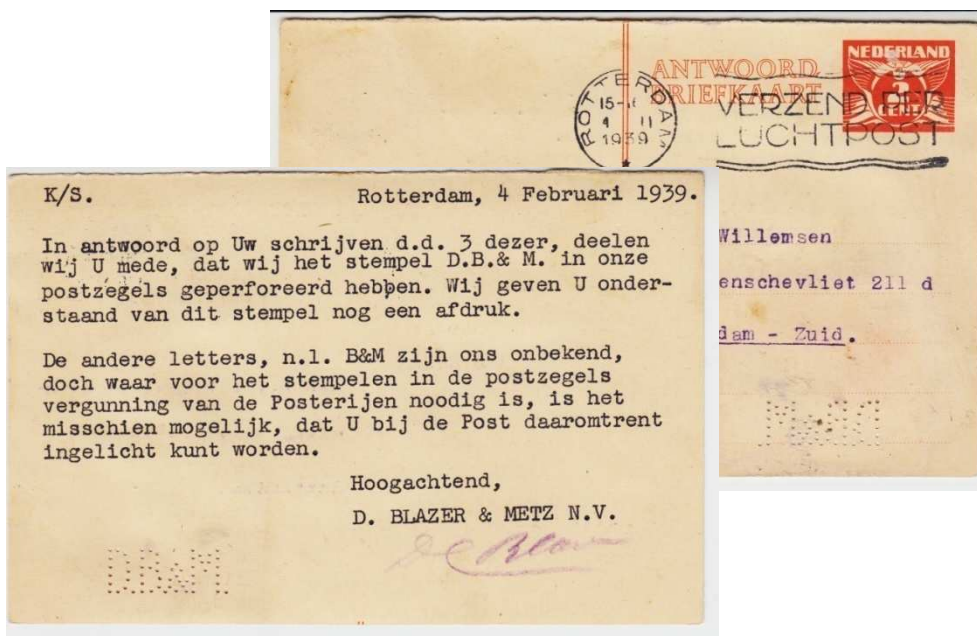 NEDERLAND
3
CENT
ANTWOORD
BRIEFKAART
ROTTERDAM
15-16
4 II
1939
VERZEND PER
LUCHTPOST
Willemsen
enschevliet 211 d
dam - Zuid.
K/S. Rotterdam, 4 Februari 1939.
In antwoord op Uw schrijven d.d. 3 dezer, deelen
wij U mede, dat wij het stempel D.B.& M. in onze
postzegels geperforeerd hebben. Wij geven U onder-
staand van dit stempel nog een afdruk.
De andere letters, n.l. B&M zijn ons onbekend,
doch waar voor het stempelen in de postzegels
vergunning van de Posterijen noodig is, is het
misschien mogelijk, dat U bij de Post daaromtrent
ingelicht kunt worden.
Hoogachtend,
D. BLAZER & METZ N.V.
D.B&M.